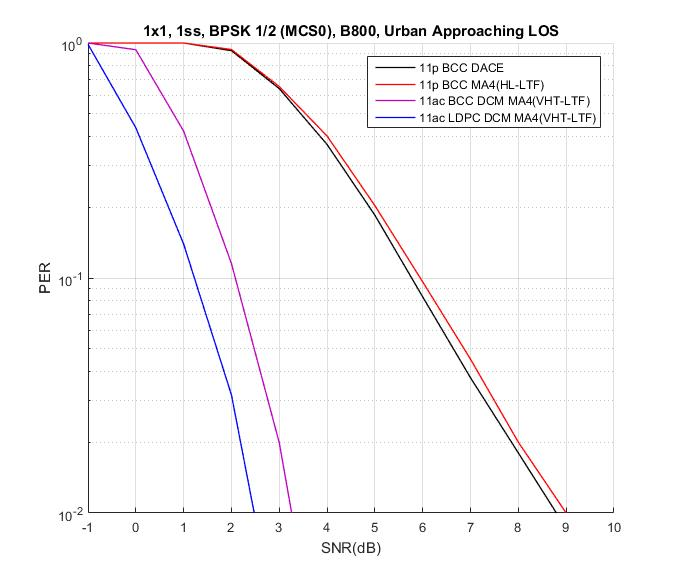 1x1, 1ss, BPSK 1/2 (MCS0), B800, Urban Approaching LOS
10^0
11p BCC DACE
11p BCC MA4(HL-LTF)
11ac BCC DCM MA4(VHT-LTF)
11ac LDPC DCM MA4(VHT-LTF)
PER
10^-1
10^-2
-1 0 1 2 3 4 5 6 7 8 9 10
SNR(dB)